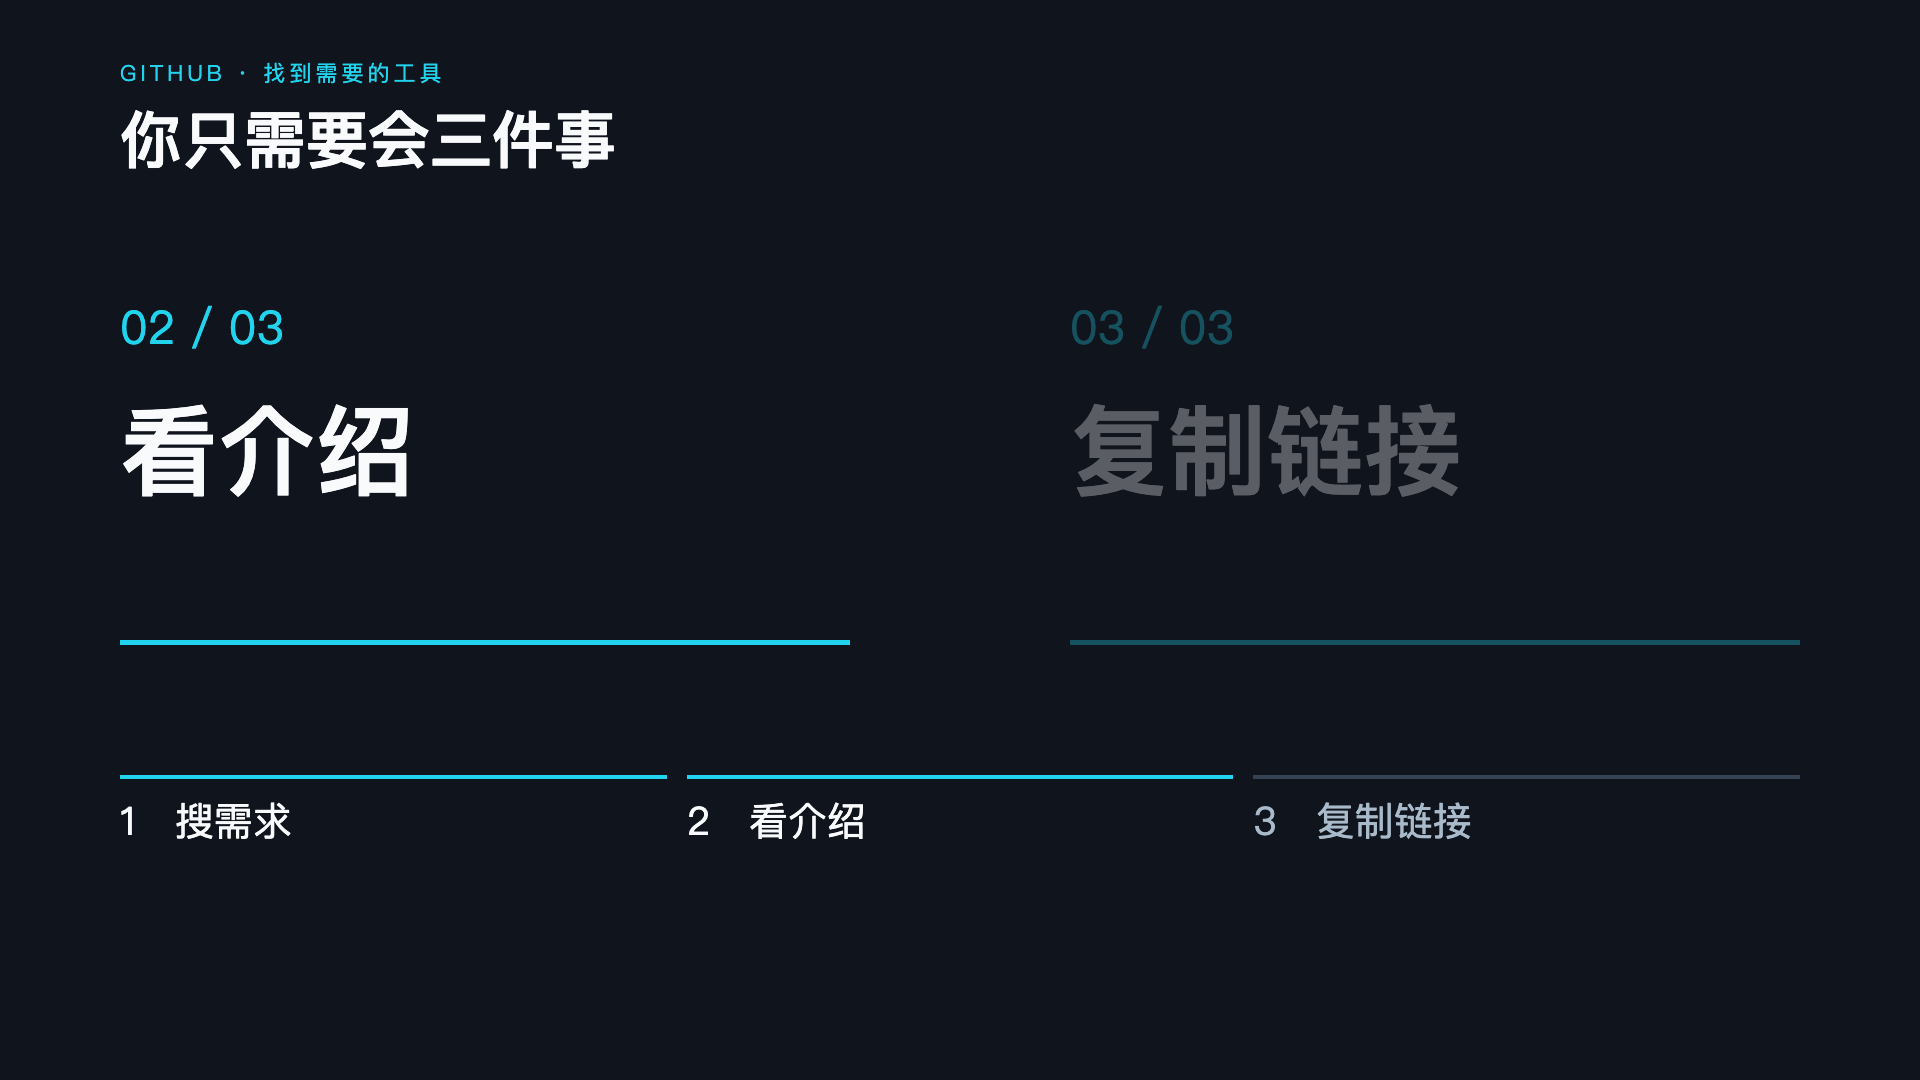 GITHUB · 找到需要的工具
你只需要会三件事
02 / 03
看介绍
03 / 03
复制链接
1 搜需求
2 看介绍
3 复制链接